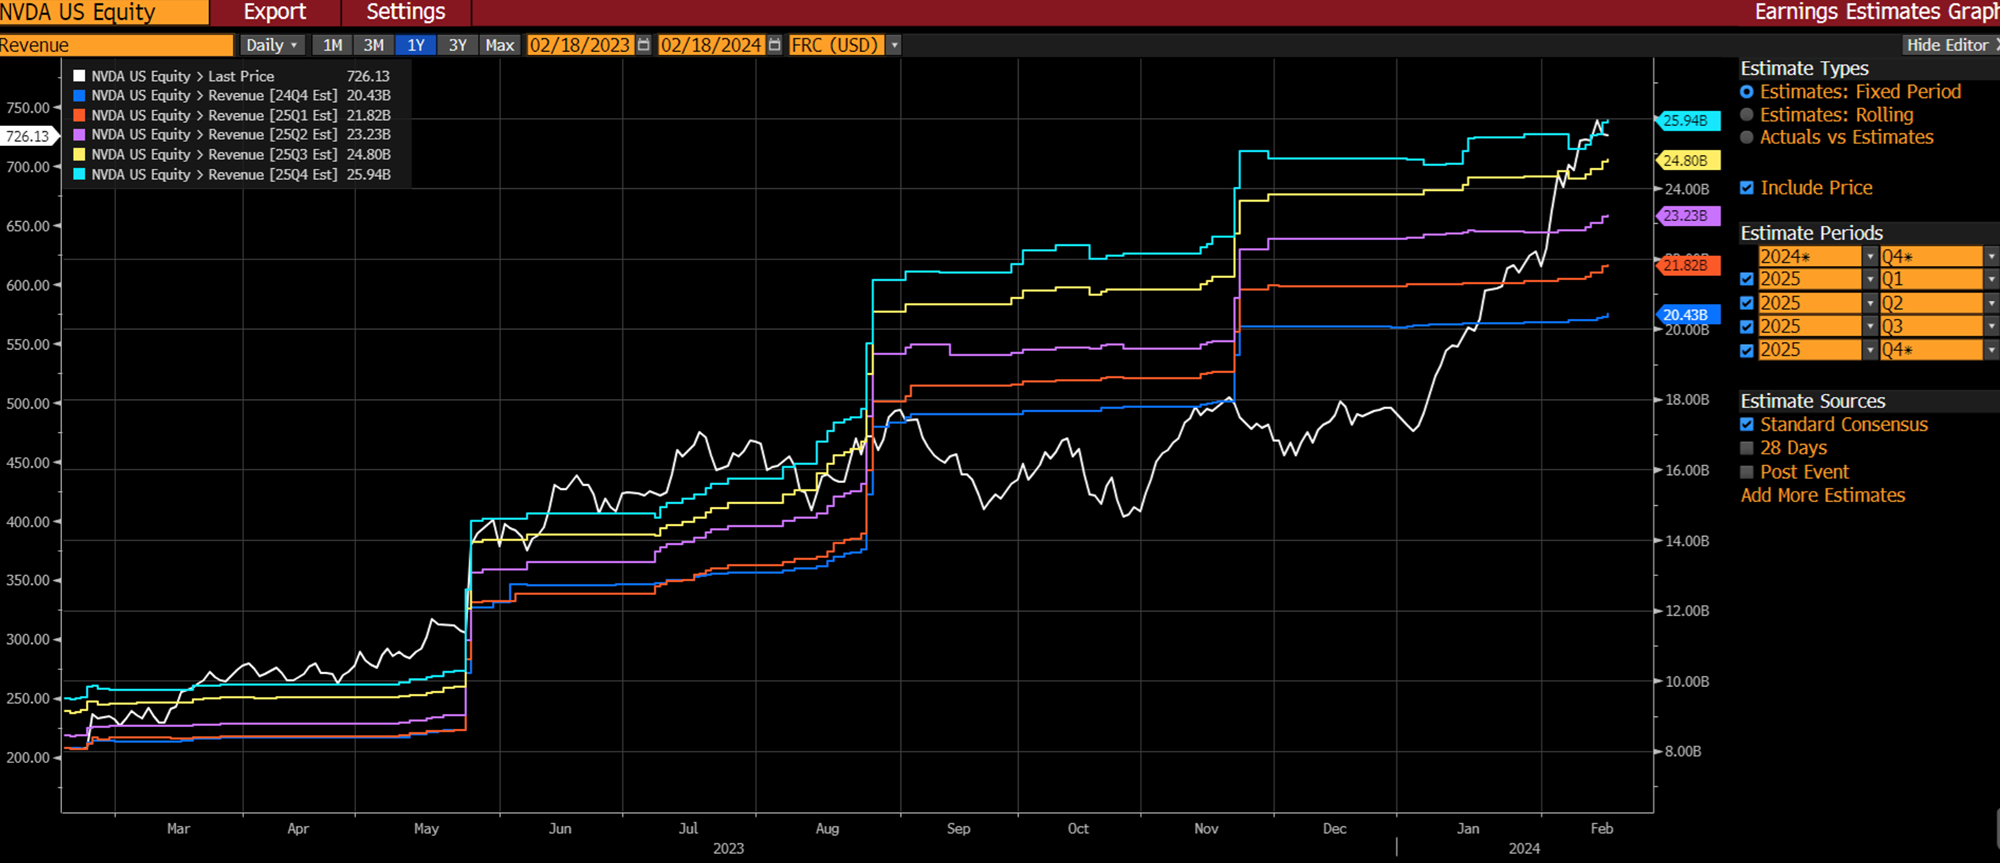 NVDA US Equity Export Settings Earnings Estimates Graph
Revenue Daily 1M 3M 1Y 3Y Max 02/18/2023 02/18/2024 FRC (USD) Hide Editor
NVDA US Equity > Last Price 726.13
NVDA US Equity > Revenue [24Q4 Est] 20.43B
NVDA US Equity > Revenue [25Q1 Est] 21.82B
NVDA US Equity > Revenue [25Q2 Est] 23.23B
NVDA US Equity > Revenue [25Q3 Est] 24.80B
NVDA US Equity > Revenue [25Q4 Est] 25.94B
750.00
726.13
700.00
650.00
600.00
550.00
500.00
450.00
400.00
350.00
300.00
250.00
200.00
25.94B
24.80B
24.00B
23.23B
21.82B
20.43B
20.00B
18.00B
16.00B
14.00B
12.00B
10.00B
8.00B
Mar Apr May Jun Jul Aug Sep Oct Nov Dec Jan Feb
2023 2024
Estimate Types
Estimates: Fixed Period
Estimates: Rolling
Actuals vs Estimates
Include Price
Estimate Periods
2024* Q4*
2025 Q1
2025 Q2
2025 Q3
2025 Q4*
Estimate Sources
Standard Consensus
28 Days
Post Event
Add More Estimates